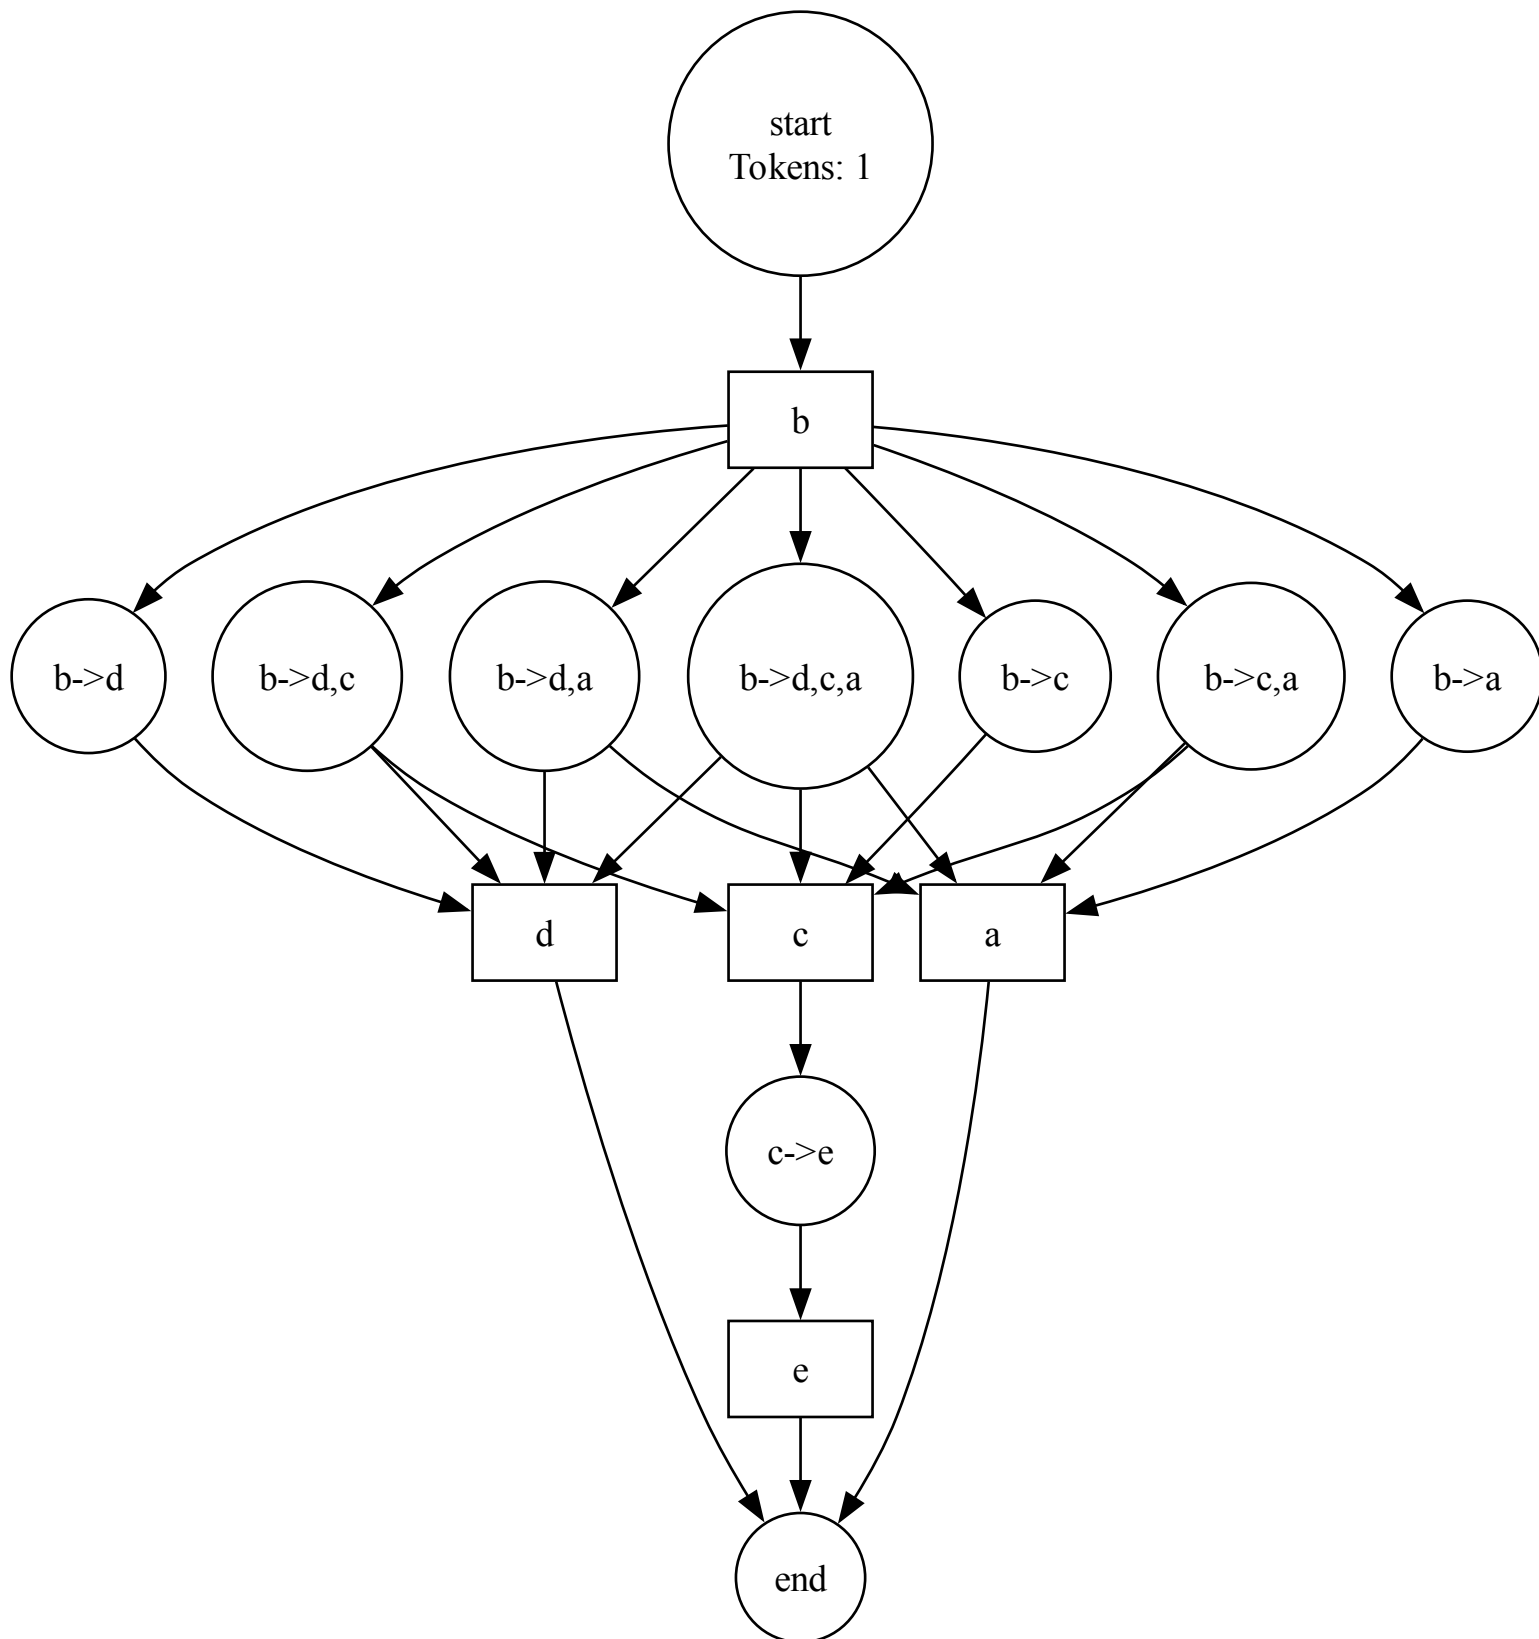 start
Tokens: 1
b
b->d
b->d,c
b->d,a
b->d,c,a
b->c
b->c,a
b->a
d
c
a
c->e
e
end